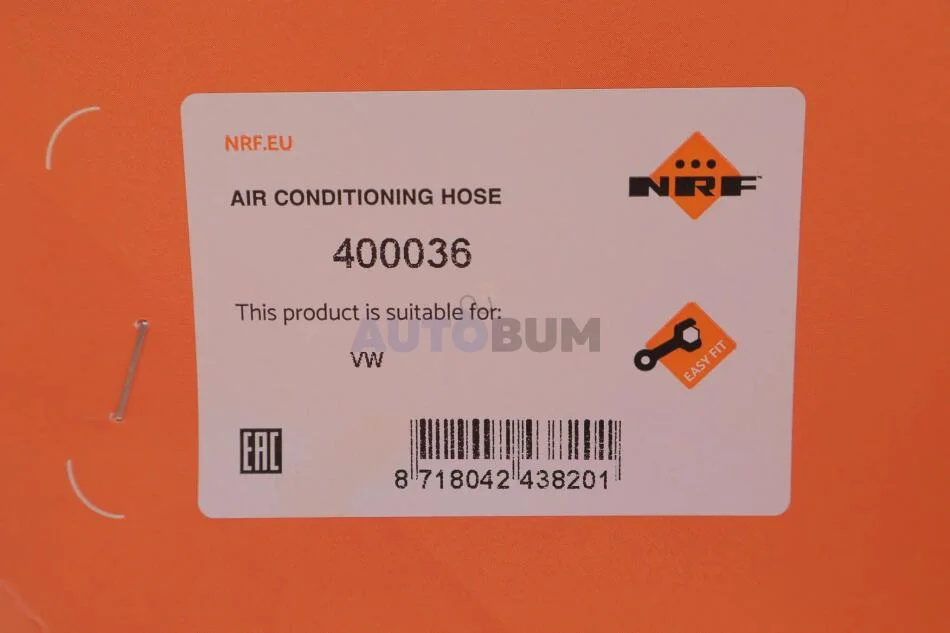 NRF.EU
NRF™
AIR CONDITIONING HOSE
400036
This product is suitable for:
AUTOBUM
VW
EASY FIT
EAC
8 718042 438201